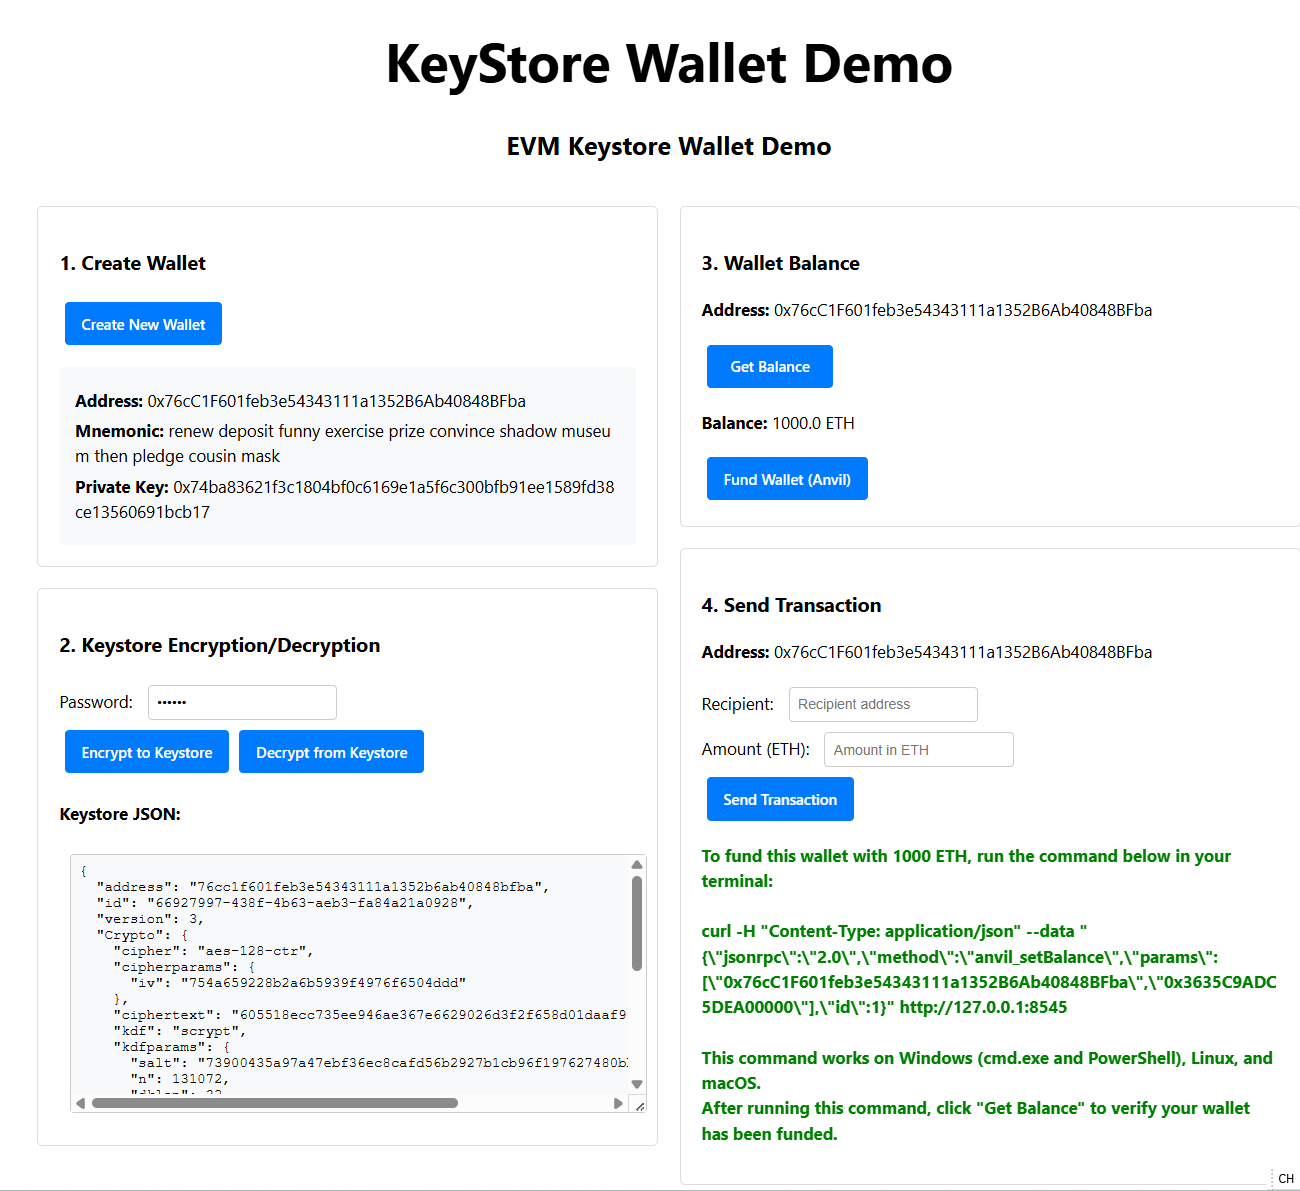 KeyStore Wallet Demo
EVM Keystore Wallet Demo
1. Create Wallet
Create New Wallet
Address: 0x76cC1F601feb3e54343111a1352B6Ab40848BFba
Mnemonic: renew deposit funny exercise prize convince shadow museu
m then pledge cousin mask
Private Key: 0x74ba83621f3c1804bf0c6169e1a5f6c300bfb91ee1589fd38
ce13560691bcb17
2. Keystore Encryption/Decryption
Password: ••••••
Encrypt to Keystore Decrypt from Keystore
Keystore JSON:
{
"address": "76cc1f601feb3e54343111a1352b6ab40848bfba",
"id": "66927997-438f-4b63-aeb3-fa84a21a0928",
"version": 3,
"Crypto": {
"cipher": "aes-128-ctr",
"cipherparams": {
"iv": "754a659228b2a6b5939f4976f6504ddd"
},
"ciphertext": "605518ecc735ee946ae367e6629026d3f2f658d01daaf9
"kdf": "scrypt",
"kdfparams": {
"salt": "73900435a97a47ebf36ec8cafd56b2927b1cb96f197627480b
"n": 131072,
3. Wallet Balance
Address: 0x76cC1F601feb3e54343111a1352B6Ab40848BFba
Get Balance
Balance: 1000.0 ETH
Fund Wallet (Anvil)
4. Send Transaction
Address: 0x76cC1F601feb3e54343111a1352B6Ab40848BFba
Recipient: Recipient address
Amount (ETH): Amount in ETH
Send Transaction
To fund this wallet with 1000 ETH, run the command below in your
terminal:
curl -H "Content-Type: application/json" --data "
{\"jsonrpc\":\"2.0\",\"method\":\"anvil_setBalance\",\"params\":
[\"0x76cC1F601feb3e54343111a1352B6Ab40848BFba\",\"0x3635C9ADC
5DEA00000\"],\"id\":1}" http://127.0.0.1:8545
This command works on Windows (cmd.exe and PowerShell), Linux, and
macOS.
After running this command, click "Get Balance" to verify your wallet
has been funded.
CH